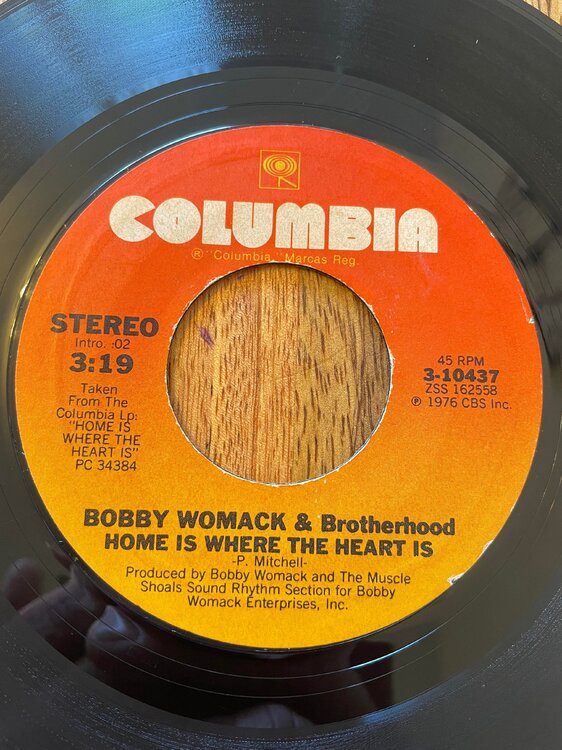 COLUMBIA
® "Columbia," Marcas Reg.
STEREO
Intro. :02
3:19
Taken
From The
Columbia Lp:
"HOME IS
WHERE THE
HEART IS"
PC 34384
45 RPM
3-10437
ZSS 162558
℗ 1976 CBS Inc.
BOBBY WOMACK & Brotherhood
HOME IS WHERE THE HEART IS
-P. Mitchell-
Produced by Bobby Womack and The Muscle
Shoals Sound Rhythm Section for Bobby
Womack Enterprises, Inc.